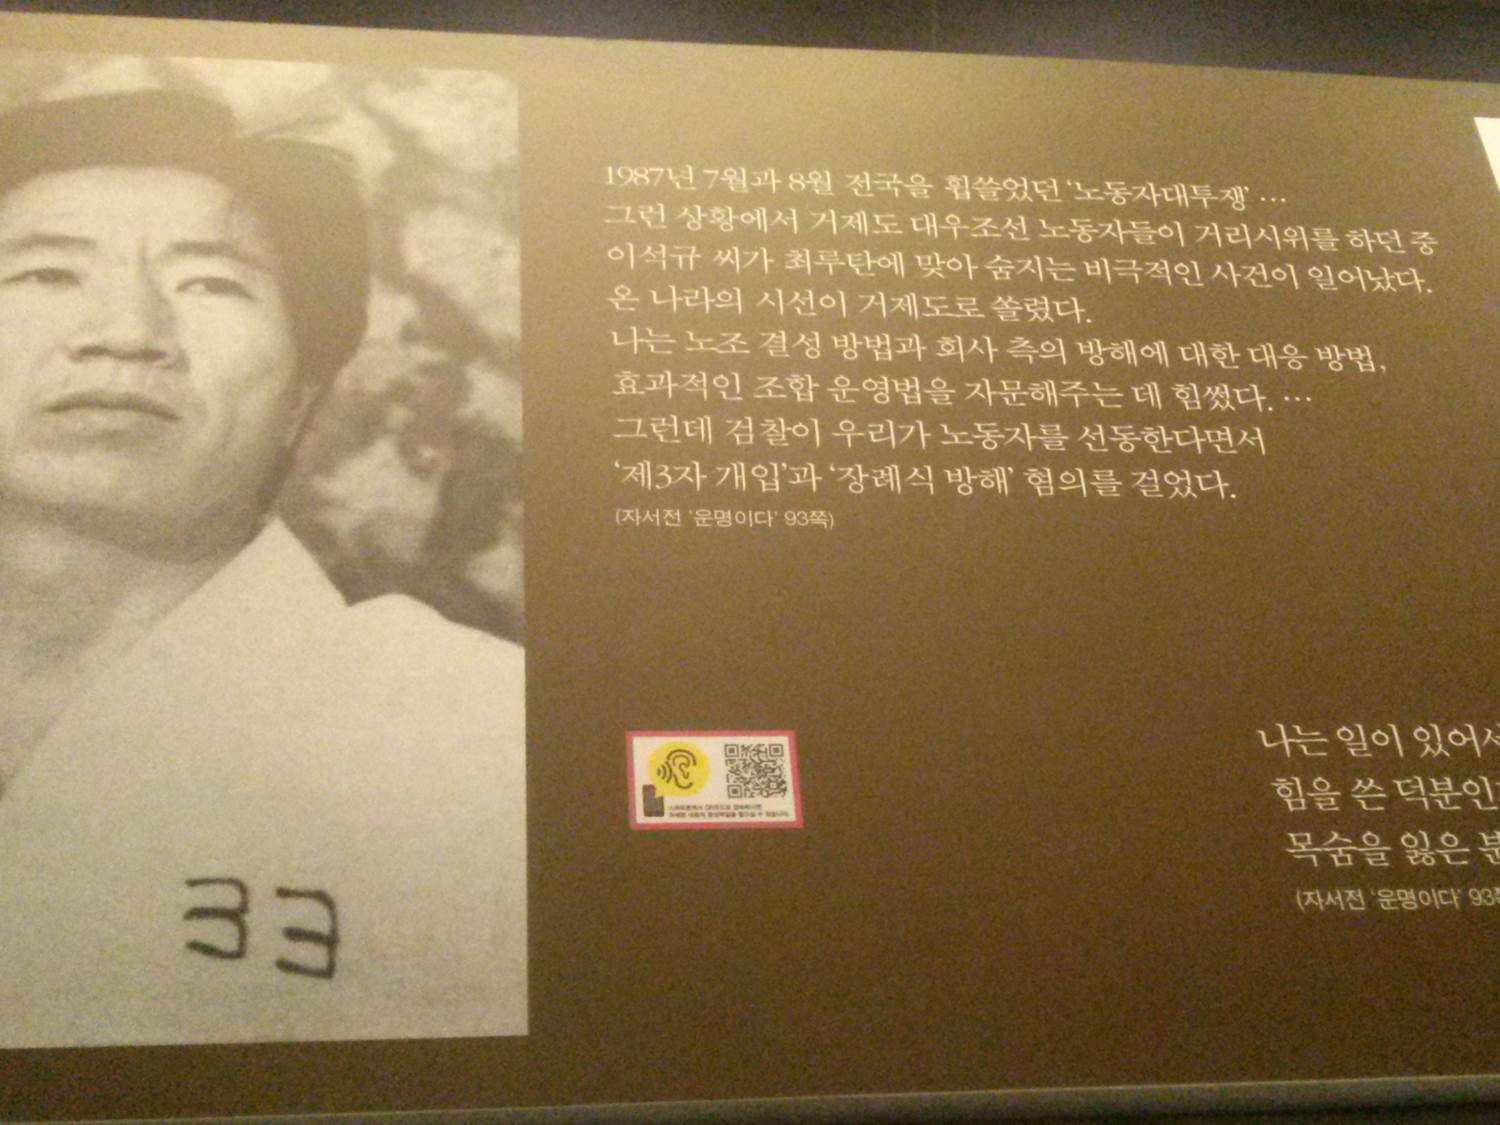 1987년 7월과 8월 전국을 휩쓸었던 ‘노동자대투쟁’ …
그런 상황에서 거제도 대우조선 노동자들이 거리시위를 하던 중
이석규 씨가 최루탄에 맞아 숨지는 비극적인 사건이 일어났다.
온 나라의 시선이 거제도로 쏠렸다.
나는 노조 결성 방법과 회사 측의 방해에 대한 대응 방법,
효과적인 조합 운영법을 자문해주는 데 힘썼다. …
그런데 검찰이 우리가 노동자를 선동한다면서
‘제3자 개입’과 ‘장례식 방해’ 혐의를 걸었다.
(자서전 ‘운명이다’ 93쪽)
나는 일이 있어서
힘을 쓴 덕분인
목숨을 잃은
(자서전 ‘운명이다’ 93
33